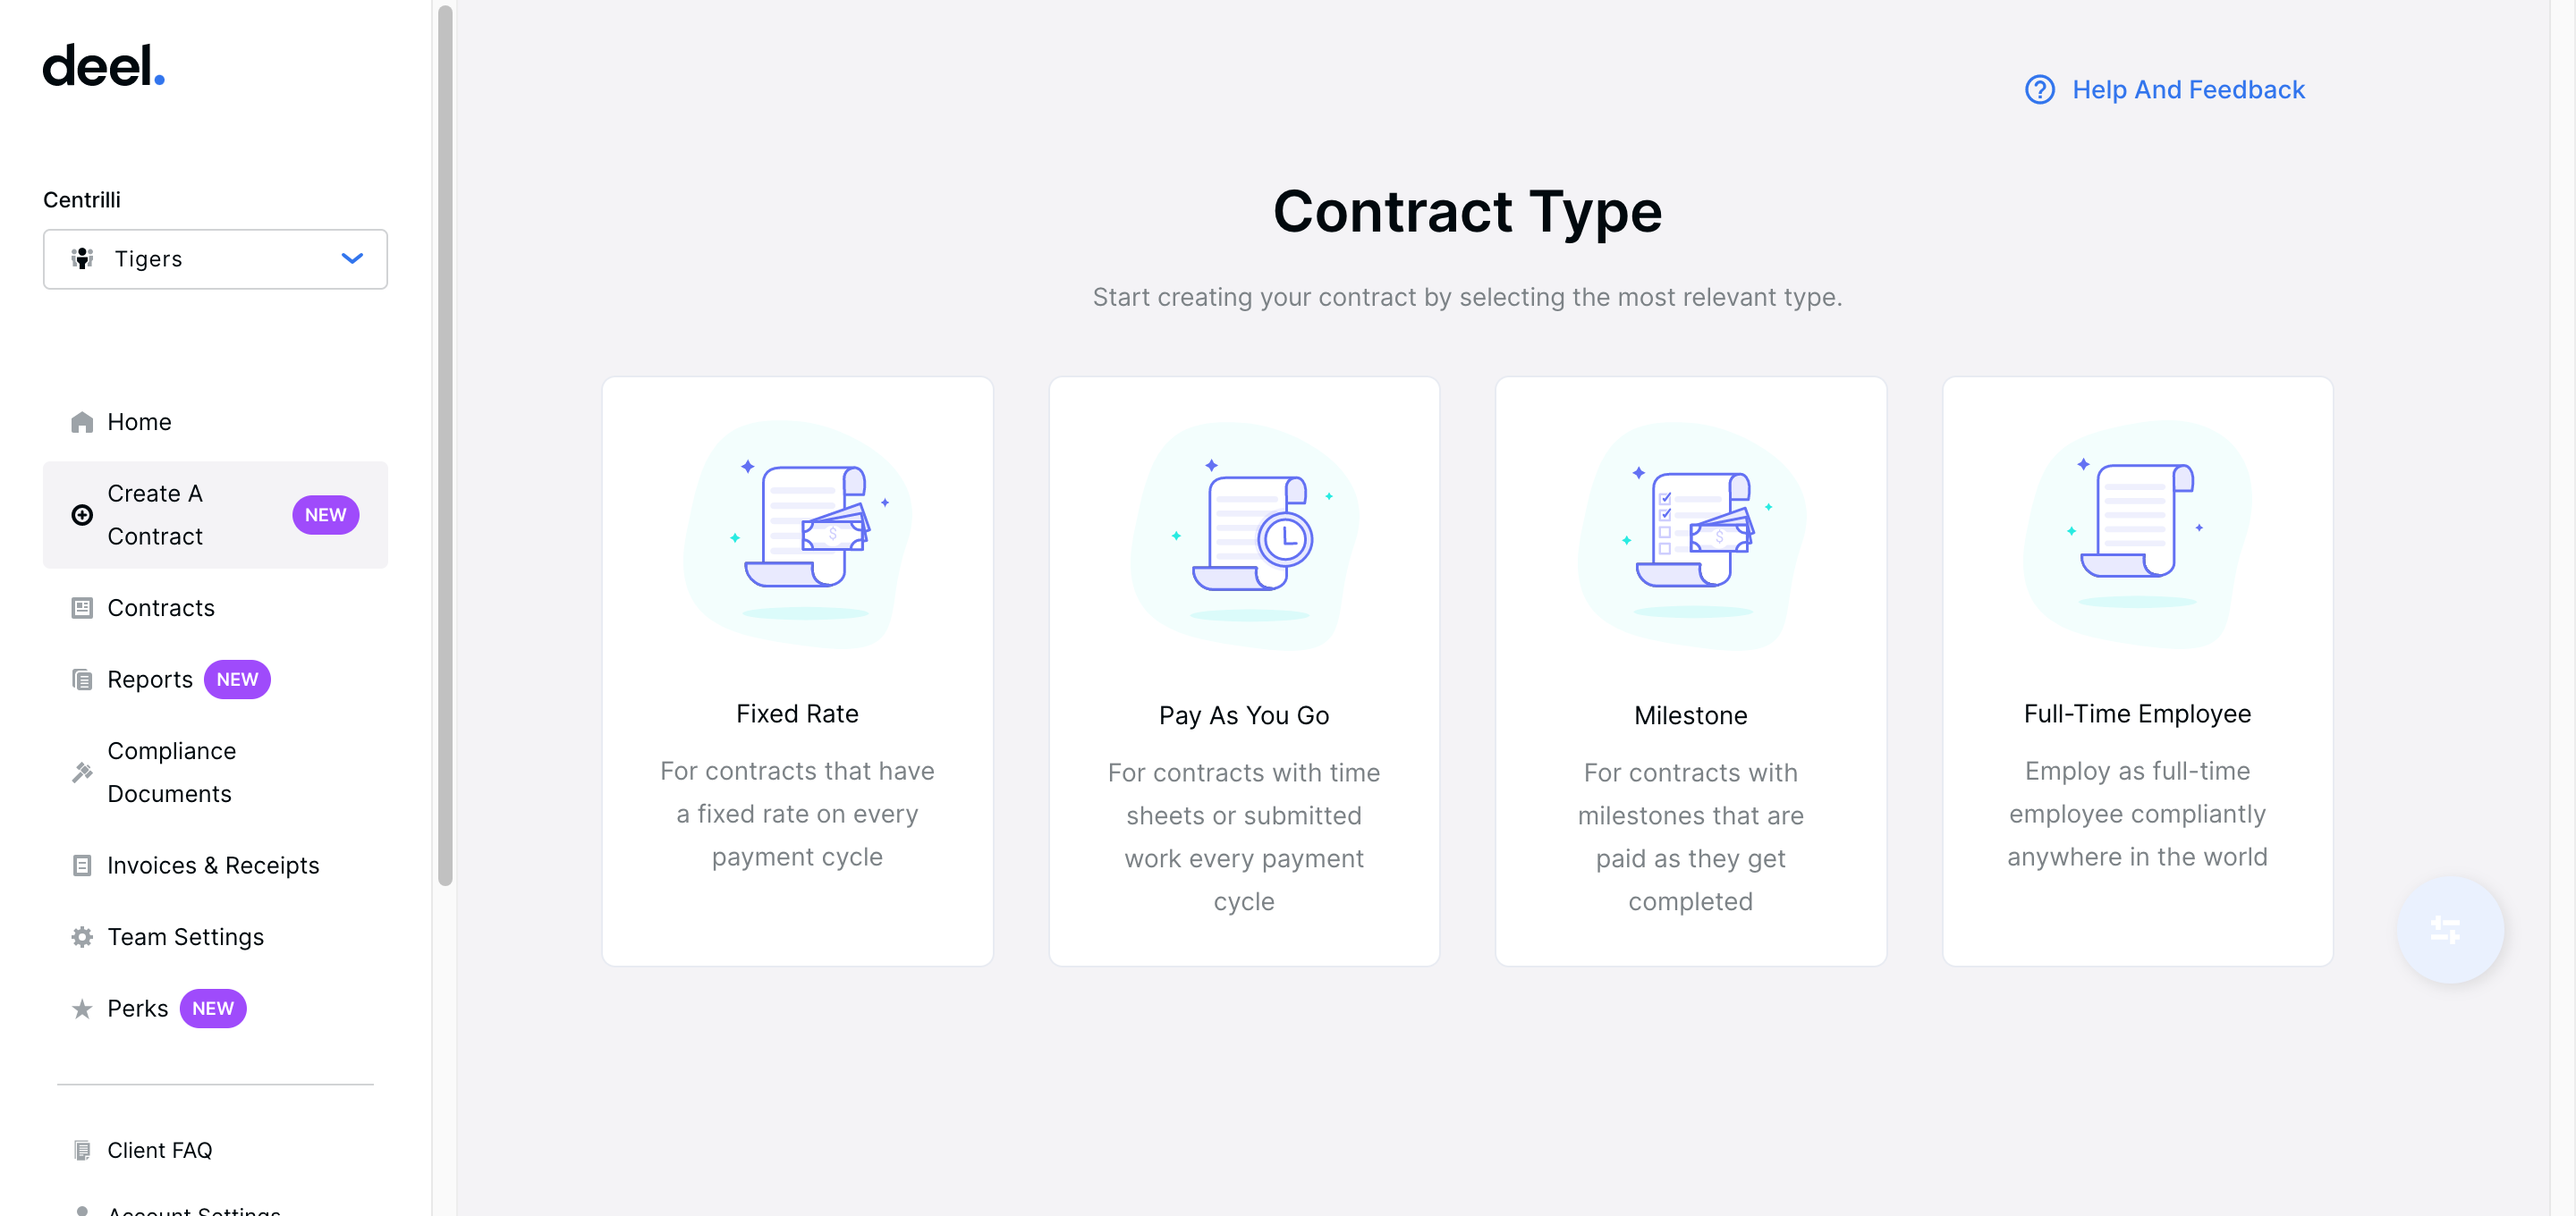 deel.
Centrilli
Tigers
Home
Create A
Contract
NEW
Contracts
Reports NEW
Compliance
Documents
Invoices & Receipts
Team Settings
Perks NEW
Client FAQ
Account Settings
Help And Feedback
Contract Type
Start creating your contract by selecting the most relevant type.
Fixed Rate
For contracts that have
a fixed rate on every
payment cycle
Pay As You Go
For contracts with time
sheets or submitted
work every payment
cycle
Milestone
For contracts with
milestones that are
paid as they get
completed
Full-Time Employee
Employ as full-time
employee compliantly
anywhere in the world